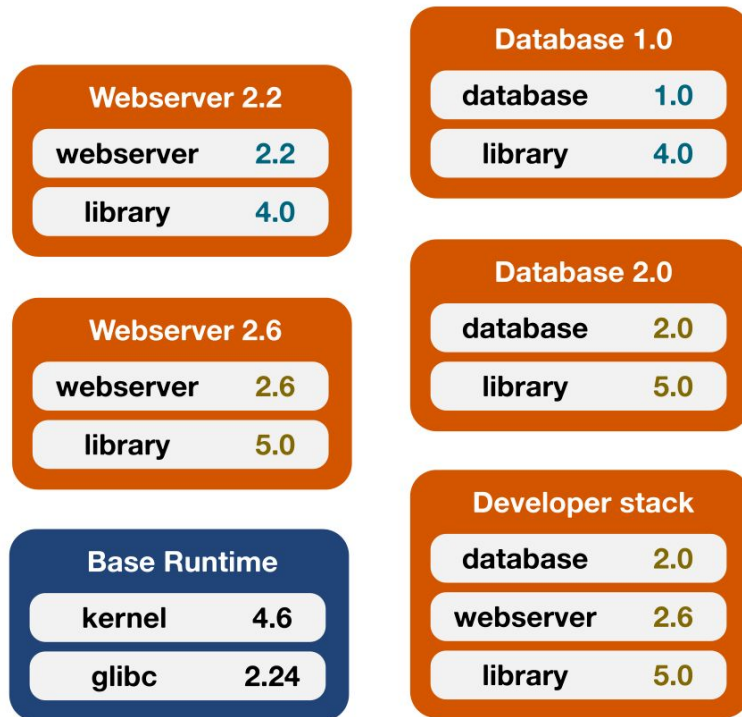 Webserver 2.2
webserver 2.2
library 4.0
Webserver 2.6
webserver 2.6
library 5.0
Base Runtime
kernel 4.6
glibc 2.24
Database 1.0
database 1.0
library 4.0
Database 2.0
database 2.0
library 5.0
Developer stack
database 2.0
webserver 2.6
library 5.0